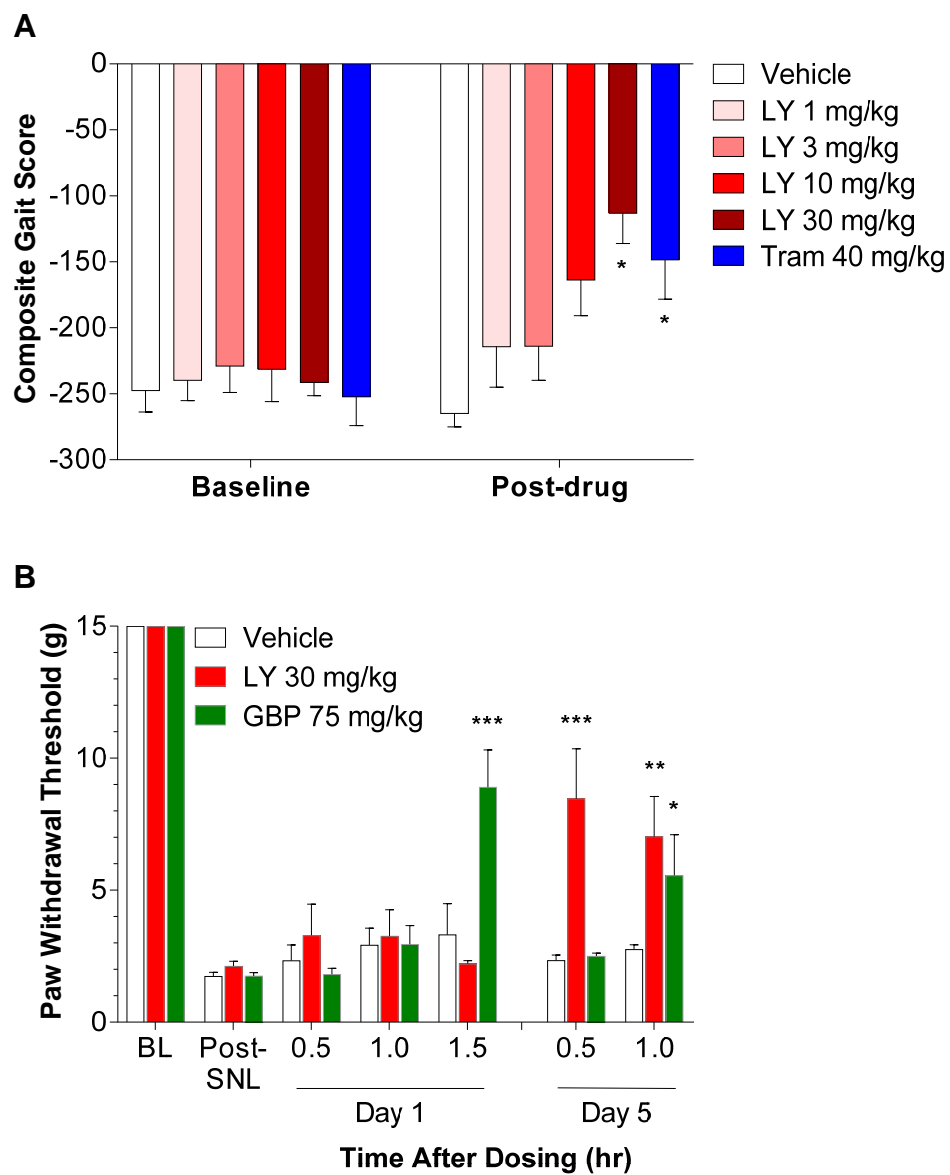 A
Composite Gait Score
0
-50
-100
-150
-200
-250
-300
Baseline
Post-drug
*
*
Vehicle
LY 1 mg/kg
LY 3 mg/kg
LY 10 mg/kg
LY 30 mg/kg
Tram 40 mg/kg
B
Paw Withdrawal Threshold (g)
15
10
5
0
Vehicle
LY 30 mg/kg
GBP 75 mg/kg
***
***
**
*
BL
Post-
SNL
0.5
1.0
1.5
0.5
1.0
Day 1
Day 5
Time After Dosing (hr)